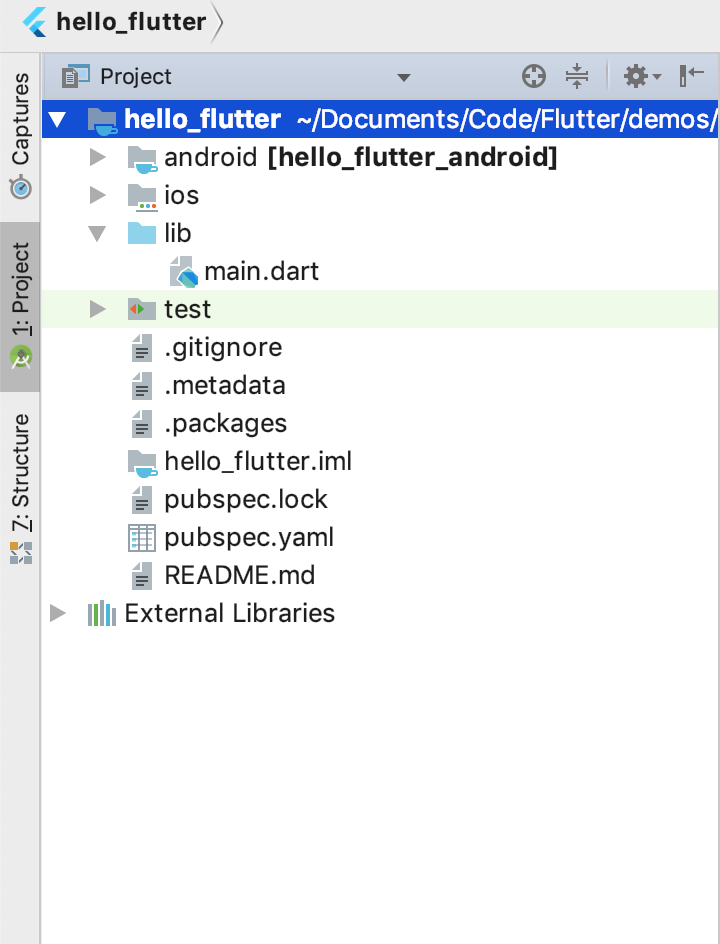 hello_flutter
Project
Captures
1: Project
7: Structure
hello_flutter ~/Documents/Code/Flutter/demos/
android [hello_flutter_android]
ios
lib
main.dart
test
.gitignore
.metadata
.packages
hello_flutter.iml
pubspec.lock
pubspec.yaml
README.md
External Libraries